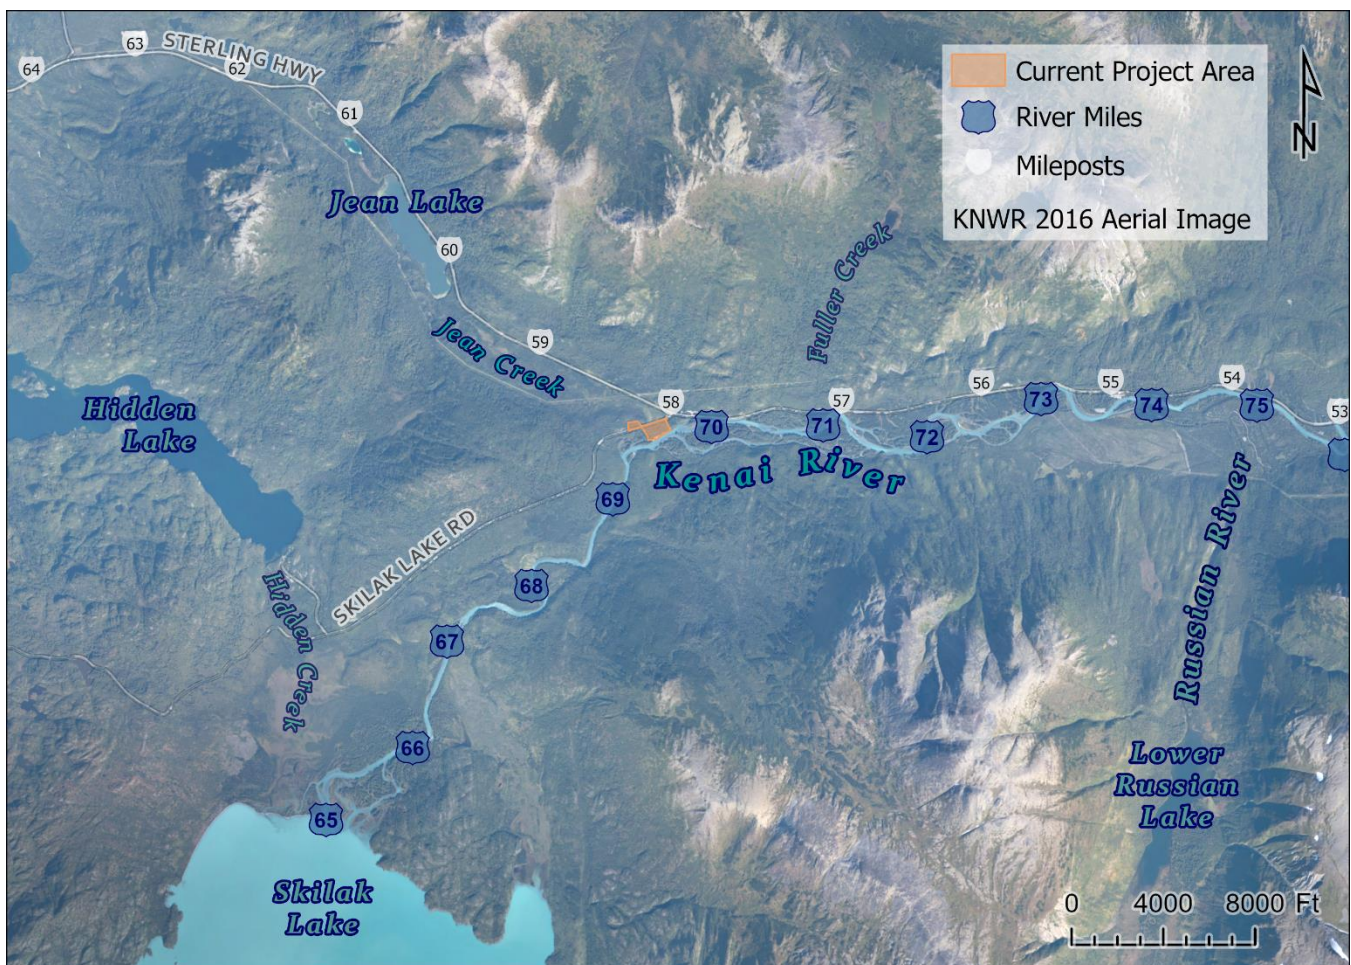 63
STERLING HWY
64
62
61
Current Project Area
River Miles
Mileposts
KNWR 2016 Aerial Image
N
Jean Lake
60
Fuller Creek
59
Jean Creek
58
57
56
55
54
53
Hidden
Lake
70
71
72
73
74
75
Kenai River
69
SKILAK LAKE RD
68
67
66
65
Hidden Creek
Russian River
Lower
Russian
Lake
Skilak
Lake
0 4000 8000 Ft